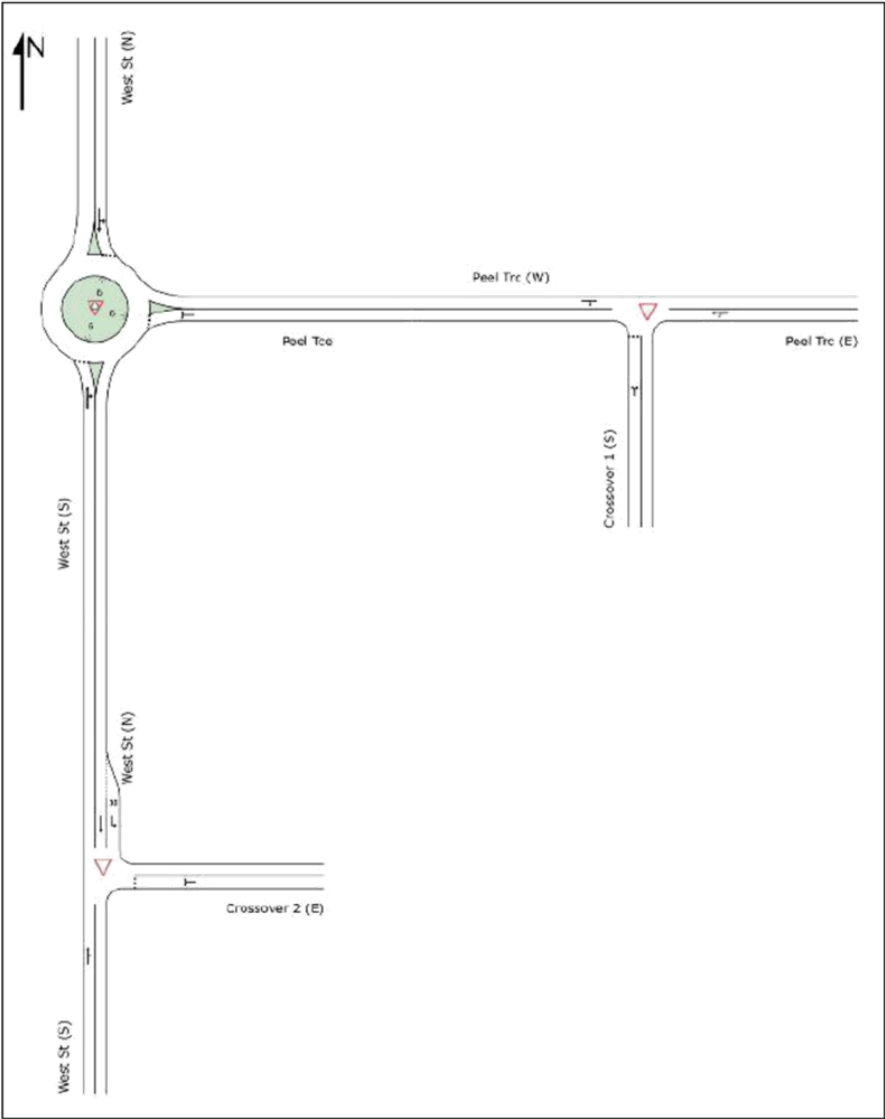 N
West St (N)
Peel Trc (W)
Peel Tce
Peel Trc (E)
Crossover 1 (S)
West St (S)
West St (N)
Crossover 2 (E)
West St (S)